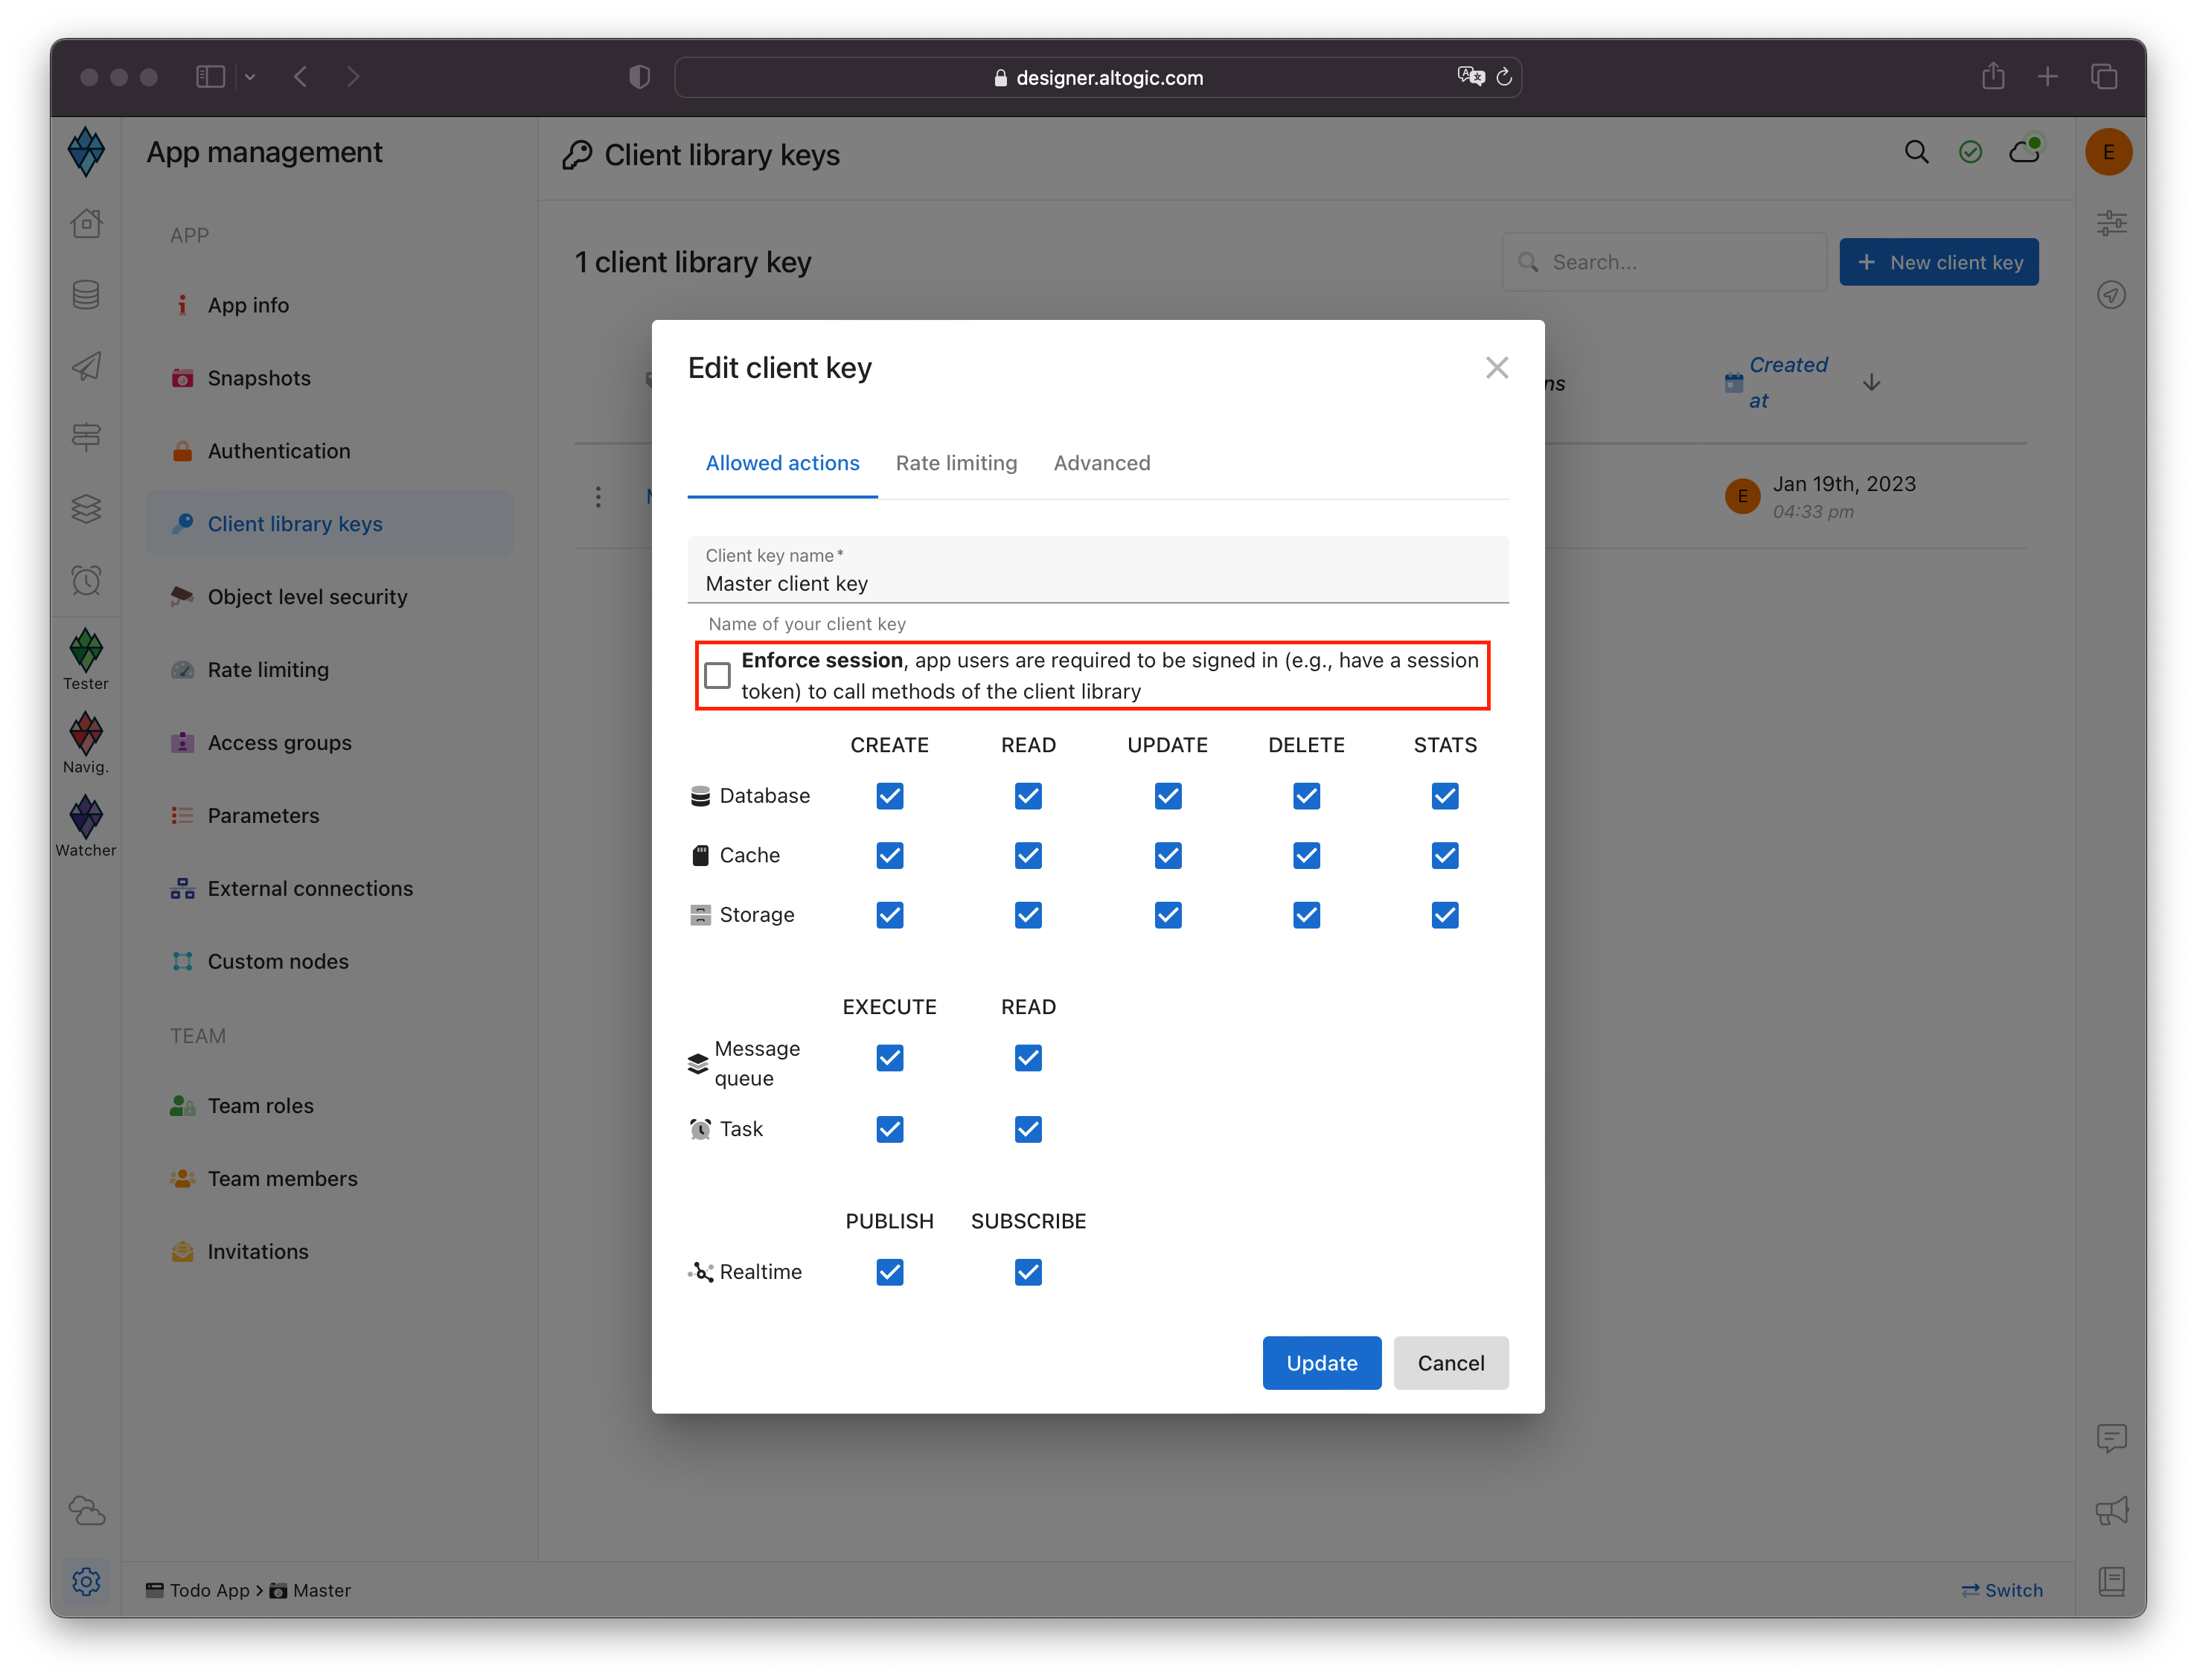 designer.altogic.com
App management
Client library keys
E
APP
1 client library key
Search...
+ New client key
App info
Snapshots
Authentication
Client library keys
Object level security
Rate limiting
Access groups
Parameters
External connections
Custom nodes
TEAM
Team roles
Team members
Invitations
Tester
Navig.
Watcher
Created
at
E
Jan 19th, 2023
04:33 pm
Edit client key
Allowed actions Rate limiting Advanced
Client key name*
Master client key
Name of your client key
Enforce session, app users are required to be signed in (e.g., have a session
token) to call methods of the client library
CREATE READ UPDATE DELETE STATS
Database
Cache
Storage
EXECUTE READ
Message
queue
Task
PUBLISH SUBSCRIBE
Realtime
Update Cancel
Todo App > Master
Switch